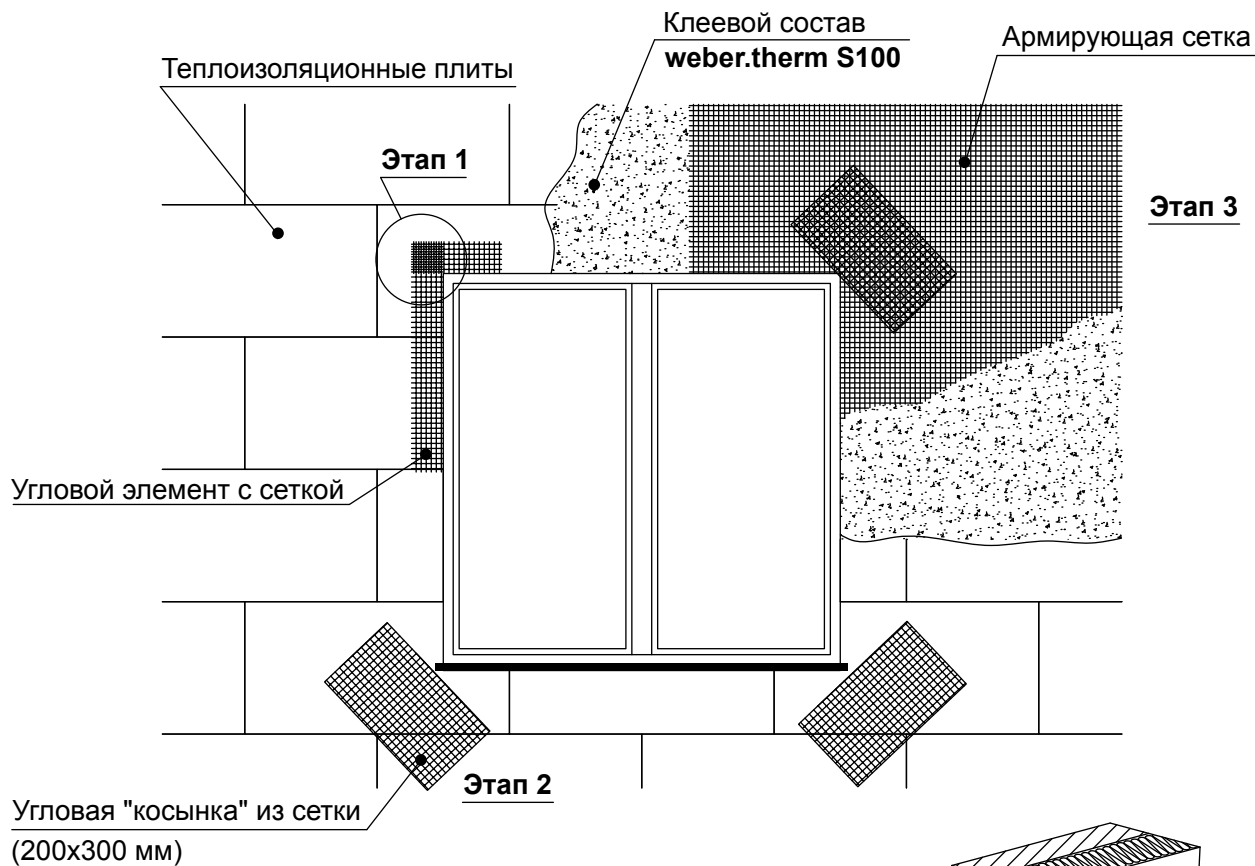 Клеевой состав
weber.therm S100
Армирующая сетка
Теплоизоляционные плиты
Этап 1
Этап 3
Угловой элемент с сеткой
Этап 2
Угловая "косынка" из сетки
(200х300 мм)